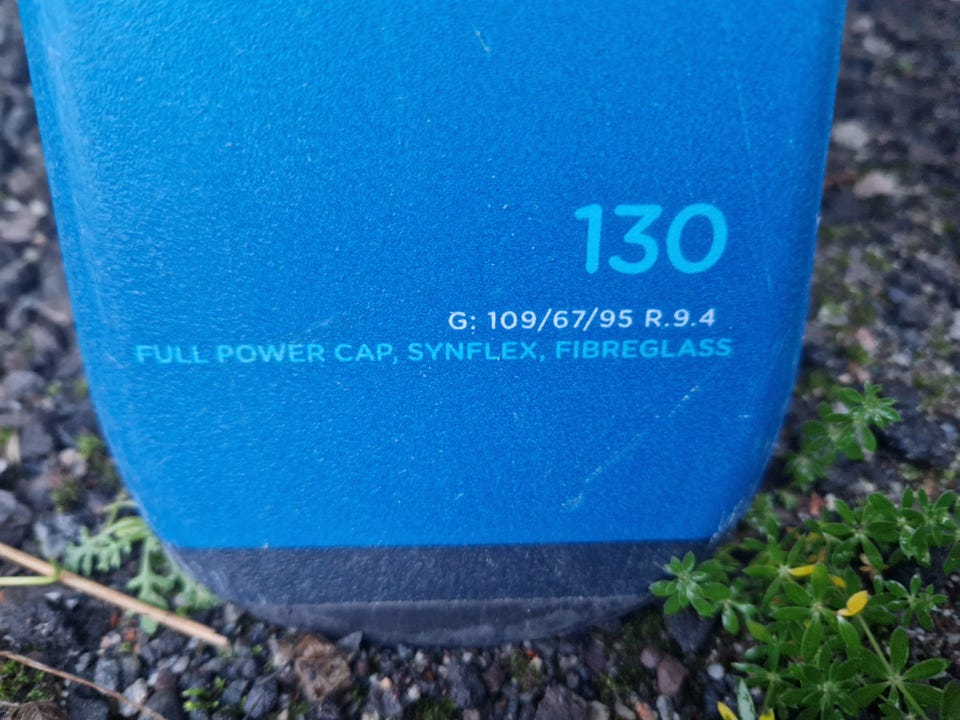 130
G: 109/67/95 R.9.4
FULL POWER CAP, SYNFLEX, FIBREGLASS